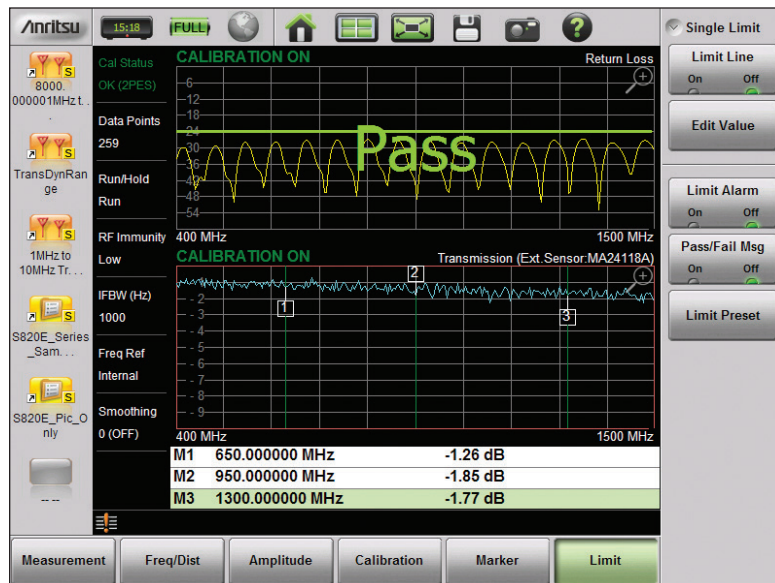 Anritsu
15:18
FULL
?
8000.
000001MHz t. .
.
TransDynRan
ge
1MHz to
10MHz Tr. . .
S820E_Series
_Sam. . .
S820E_Pic_O
nly
-- --
Cal Status
OK (2PES)
Data Points
259
Run/Hold
Run
RF Immunity
Low
IFBW (Hz)
1000
Freq Ref
Internal
Smoothing
0 (OFF)
CALIBRATION ON
Return Loss
-6
-12
-18
-24
-36
-48
-54
Pass
400 MHz
1500 MHz
CALIBRATION ON
Transmission (Ext.Sensor:MA24118A)
1
2
3
-2
-3
-4
-5
-6
-7
-8
-9
400 MHz
1500 MHz
M1 650.000000 MHz -1.26 dB
M2 950.000000 MHz -1.85 dB
M3 1300.000000 MHz -1.77 dB
Single Limit
Limit Line
On Off
Edit Value
Limit Alarm
On Off
Pass/Fail Msg
On Off
Limit Preset
Measurement
Freq/Dist
Amplitude
Calibration
Marker
Limit